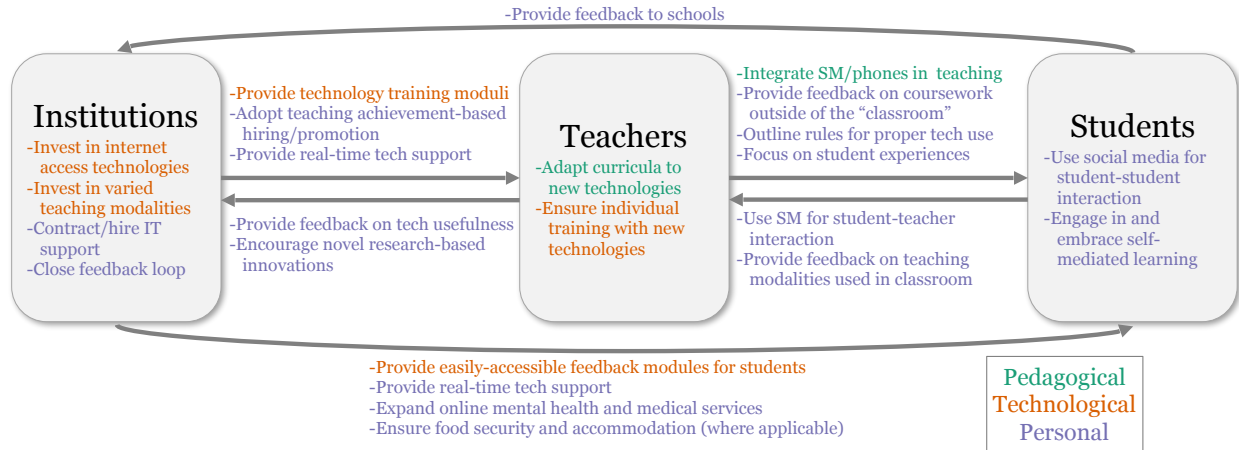 -Provide feedback to schools
Institutions
-Invest in internet
access technologies
-Invest in varied
teaching modalities
-Contract/hire IT
support
-Close feedback loop
-Provide technology training moduli
-Adopt teaching achievement-based
hiring/promotion
-Provide real-time tech support
-Provide feedback on tech usefulness
-Encourage novel research-based
innovations
Teachers
-Adapt curricula to
new technologies
-Ensure individual
training with new
technologies
-Integrate SM/phones in teaching
-Provide feedback on coursework
outside of the “classroom”
-Outline rules for proper tech use
-Focus on student experiences
-Use SM for student-teacher
interaction
-Provide feedback on teaching
modalities used in classroom
Students
-Use social media for
student-student
interaction
-Engage in and
embrace self-
mediated learning
-Provide easily-accessible feedback modules for students
-Provide real-time tech support
-Expand online mental health and medical services
-Ensure food security and accommodation (where applicable)
Pedagogical
Technological
Personal